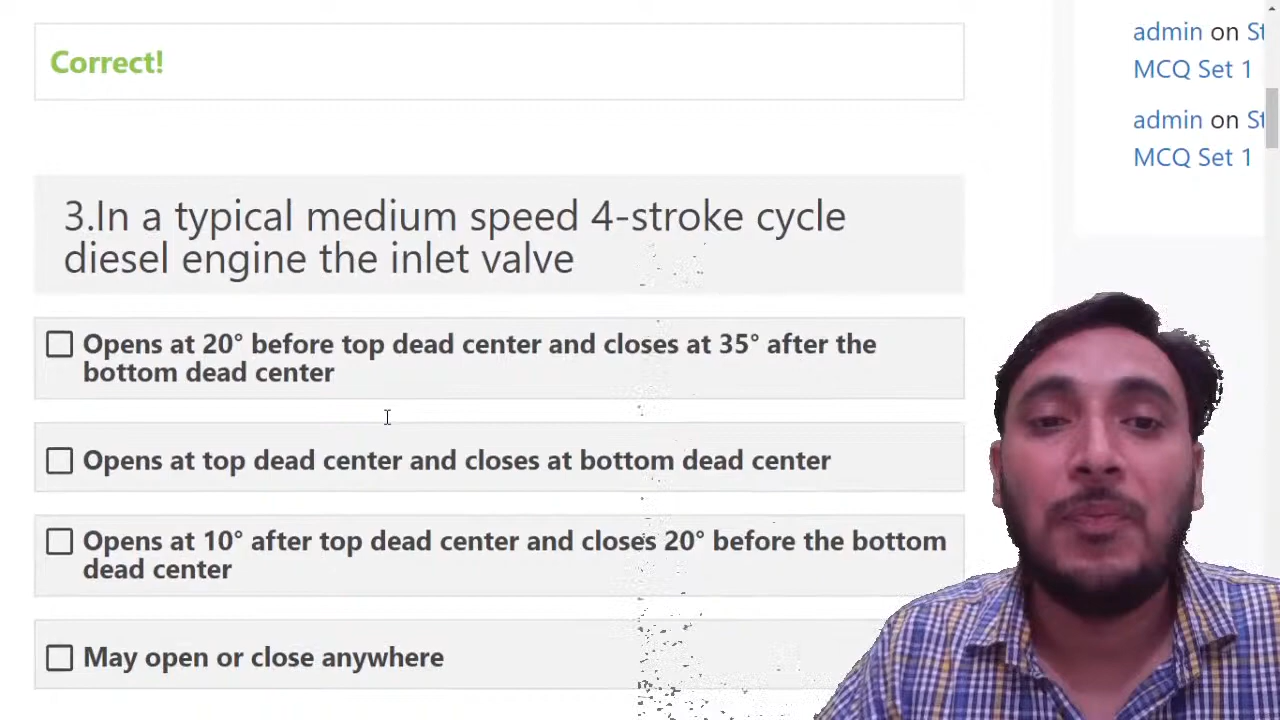 Correct!
3.In a typical medium speed 4-stroke cycle
diesel engine the inlet valve
Opens at 20° before top dead center and closes at 35° after the
bottom dead center
Opens at top dead center and closes at bottom dead center
Opens at 10° after top dead center and closes 20° before the bottom
dead center
May open or close anywhere
admin on St
MCQ Set 1
admin on St
MCQ Set 1